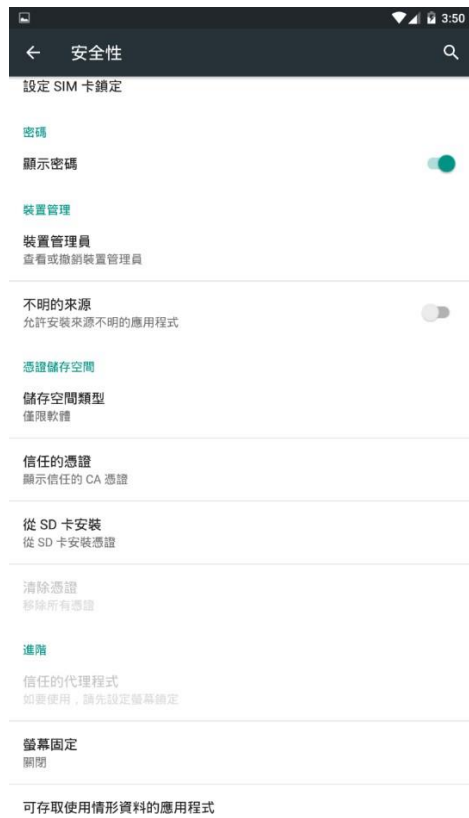 3:50
安全性
設定 SIM 卡鎖定
密碼
顯示密碼
裝置管理
裝置管理員
查看或撤銷裝置管理員
不明的來源
允許安裝來源不明的應用程式
憑證儲存空間
儲存空間類型
僅限軟體
信任的憑證
顯示信任的 CA 憑證
從 SD 卡安裝
從 SD 卡安裝憑證
清除憑證
移除所有憑證
進階
信任的代理程式
如要使用，請先設定螢幕鎖定
螢幕固定
關閉
可存取使用情形資料的應用程式